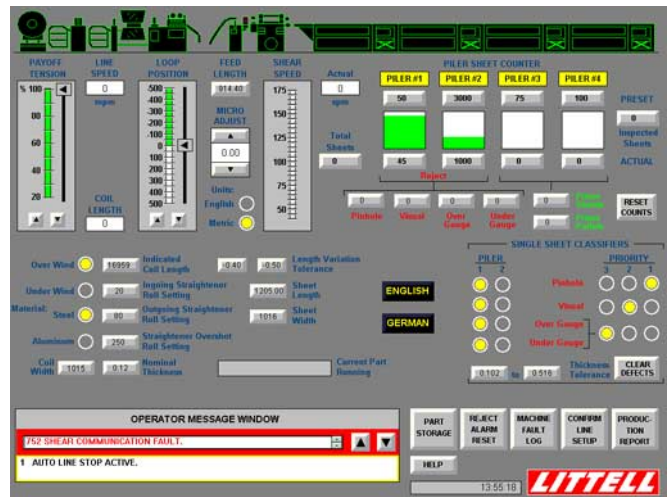 PAYOFF TENSION
LINE SPEED
LOOP POSITION
FEED LENGTH
SHEAR SPEED
Actual
PILER SHEET COUNTER
PILER #1 PILER #2 PILER #3 PILER #4
% 100
80
60
40
20
0
mpm
COIL LENGTH
0
-500
-400
-300
-200
-100
0
100
200
300
400
500
914.40
MICRO ADJUST
0.00
Units:
English
Metric
175
150
125
100
75
50
0
spm
Total Sheets
0
50 3000 75 100 PRESET
0
Inspected Sheets
45 1000 0 0 ACTUAL
Reject
0 0 0 0
Pinhole Visual Over Gauge Under Gauge
0
0
RESET COUNTS
Over Wind 16959 Indicated Coil Length
-0.40 -0.50 Length Variation Tolerance
Under Wind 20 Ingoing Straightener Roll Setting
1205.00 Sheet Length
Material:
Steel 80 Outgoing Straightener Roll Setting
1016 Sheet Width
Aluminum 250 Straightener Overshot Roll Setting
Coil Width 1015 0.12 Nominal Thickness
Current Part Running
ENGLISH
GERMAN
SINGLE SHEET CLASSIFIERS
PILER PRIORITY
1 2 3 2 1
Pinhole
Visual
Over Gauge
Under Gauge
0.102 to 0.516 Thickness Tolerance
CLEAR DEFECTS
OPERATOR MESSAGE WINDOW
752 SHEAR COMMUNICATION FAULT.
1 AUTO LINE STOP ACTIVE.
PART STORAGE
REJECT ALARM RESET
MACHINE FAULT LOG
CONFIRM LINE SETUP
PRODUC-TION REPORT
HELP
13:55:18
LITTELL